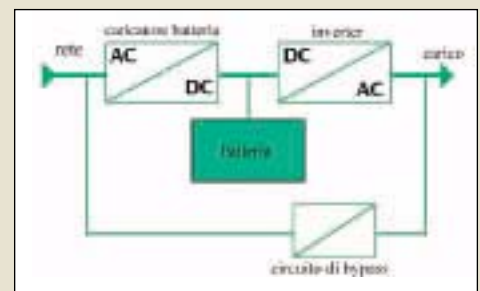 caricatore batteria
inverter
rete
AC
DC
DC
AC
carico
batteria
circuito di bypass